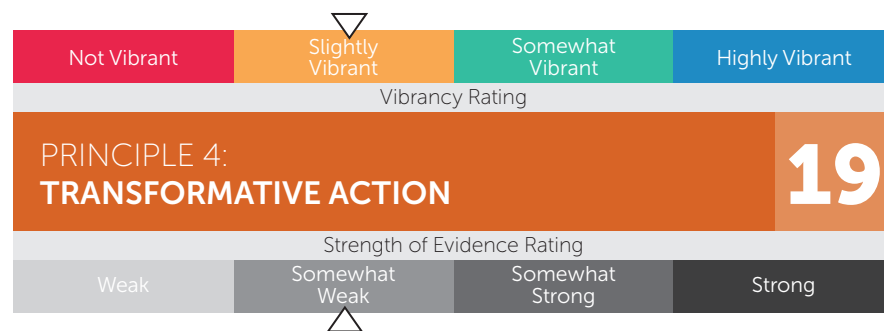 Not Vibrant
Slightly
Vibrant
Somewhat
Vibrant
Highly Vibrant
Vibrancy Rating
PRINCIPLE 4:
TRANSFORMATIVE ACTION
19
Strength of Evidence Rating
Weak
Somewhat
Weak
Somewhat
Strong
Strong